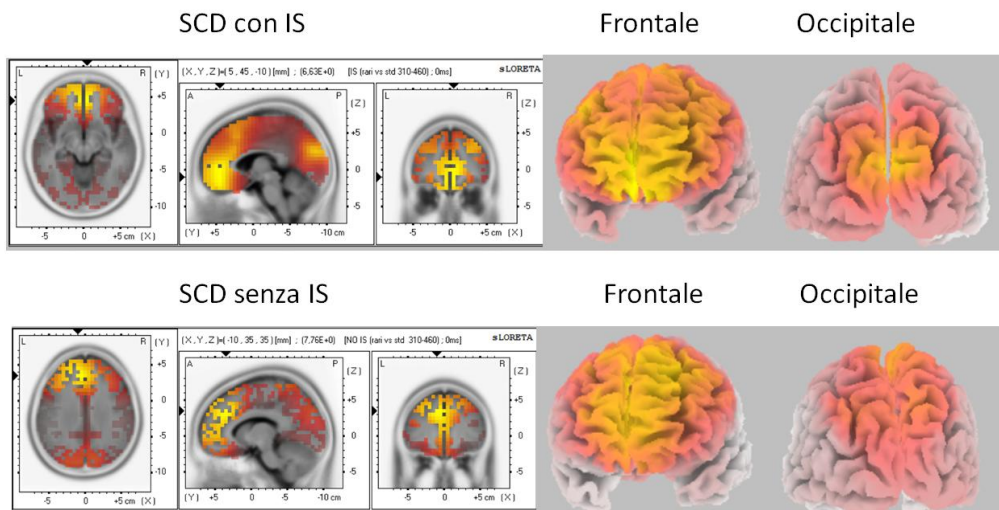 SCD con IS
Frontale
Occipitale
(X, Y, Z)=( 5 , 45, -10 ) [mm] ; (6,63E+0) [IS (rari vs std 310-460) ; 0ms] sLORETA
L R (Y)
+5
0
-5
-10
-5 0 +5 cm (X)
A P (Z)
+5
0
-5
(Y) +5 0 -5 -10 cm
L R (Z)
+5
0
-5
-5 0 +5 cm (X)
SCD senza IS
Frontale
Occipitale
(X, Y, Z)=( -10 , 35, 35 ) [mm] ; (7,76E+0) [NO IS (rari vs std 310-460) ; 0ms] sLORETA
L R (Y)
+5
0
-5
-10
-5 0 +5 cm (X)
A P (Z)
+5
0
-5
(Y) +5 0 -5 -10 cm
L R (Z)
+5
0
-5
-5 0 +5 cm (X)